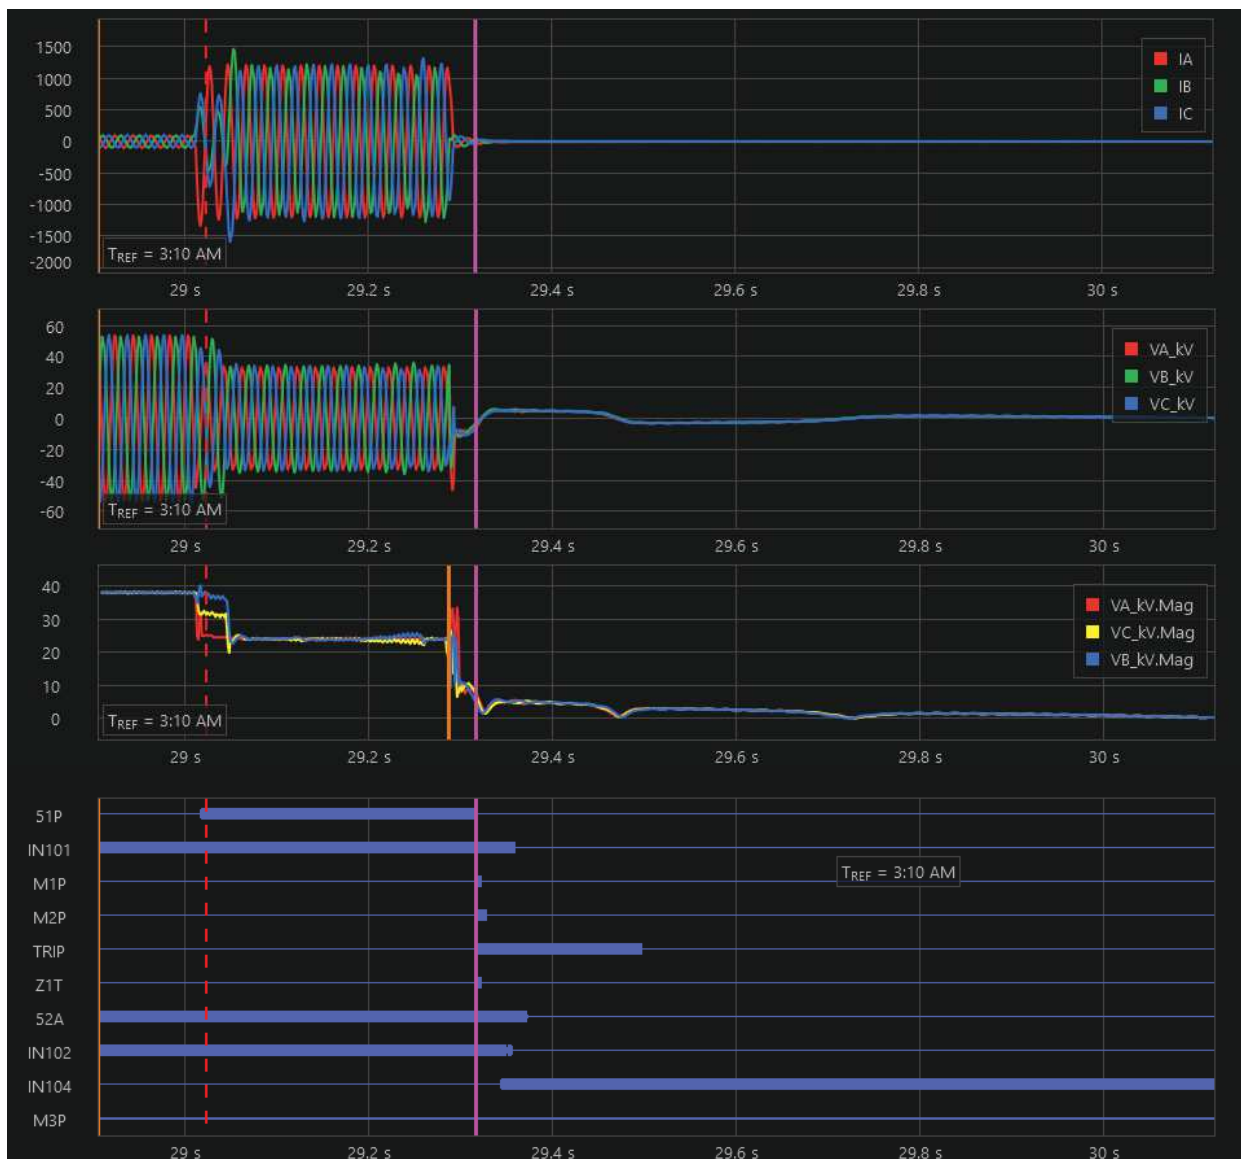 1500
1000
500
0
-500
-1000
-1500
-2000
IA
IB
IC
TREF = 3:10 AM
29 s 29.2 s 29.4 s 29.6 s 29.8 s 30 s
60
40
20
0
-20
-40
-60
VA_kV
VB_kV
VC_kV
TREF = 3:10 AM
29 s 29.2 s 29.4 s 29.6 s 29.8 s 30 s
40
30
20
10
0
VA_kV.Mag
VC_kV.Mag
VB_kV.Mag
TREF = 3:10 AM
29 s 29.2 s 29.4 s 29.6 s 29.8 s 30 s
51P
IN101
M1P
M2P
TRIP
Z1T
52A
IN102
IN104
M3P
TREF = 3:10 AM
29 s 29.2 s 29.4 s 29.6 s 29.8 s 30 s